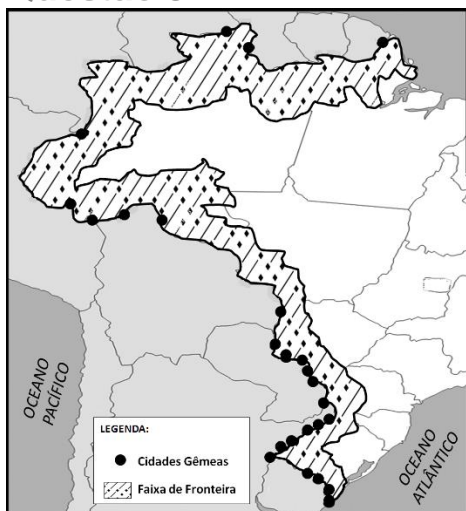 OCEANO
PACÍFICO
LEGENDA:
Cidades Gêmeas
Faixa de Fronteira
OCEANO
ATLÂNTICO